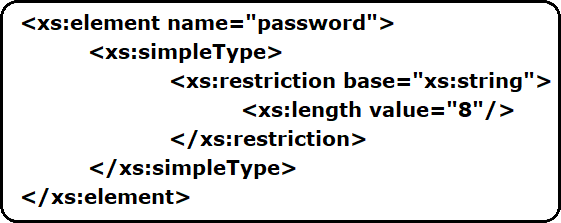 <xs:element name="password">
<xs:simpleType>
<xs:restriction base="xs:string">
<xs:length value="8"/>
</xs:restriction>
</xs:simpleType>
</xs:element>